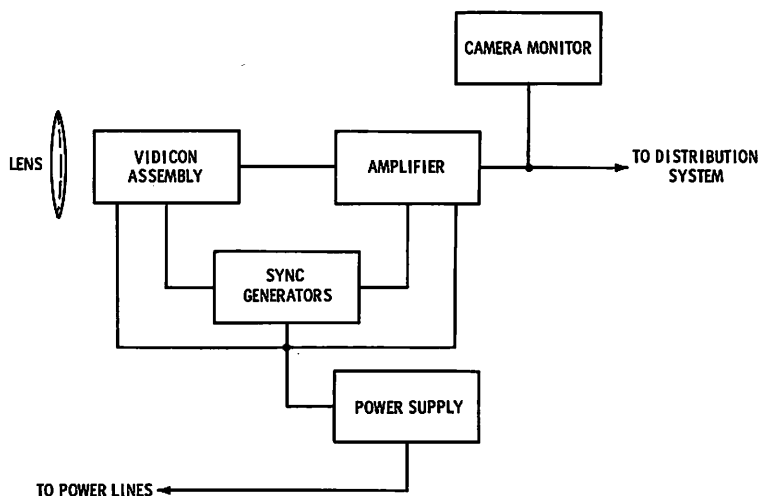 CAMERA MONITOR
LENS
VIDICON
ASSEMBLY
AMPLIFIER
TO DISTRIBUTION
SYSTEM
SYNC
GENERATORS
POWER SUPPLY
TO POWER LINES